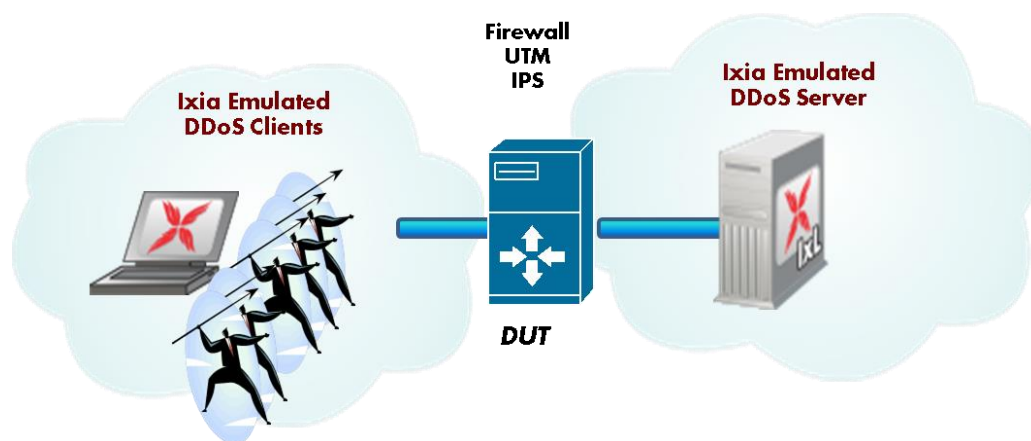 Firewall
UTM
IPS
Ixia Emulated
DDoS Clients
Ixia Emulated
DDoS Server
IxL
DUT